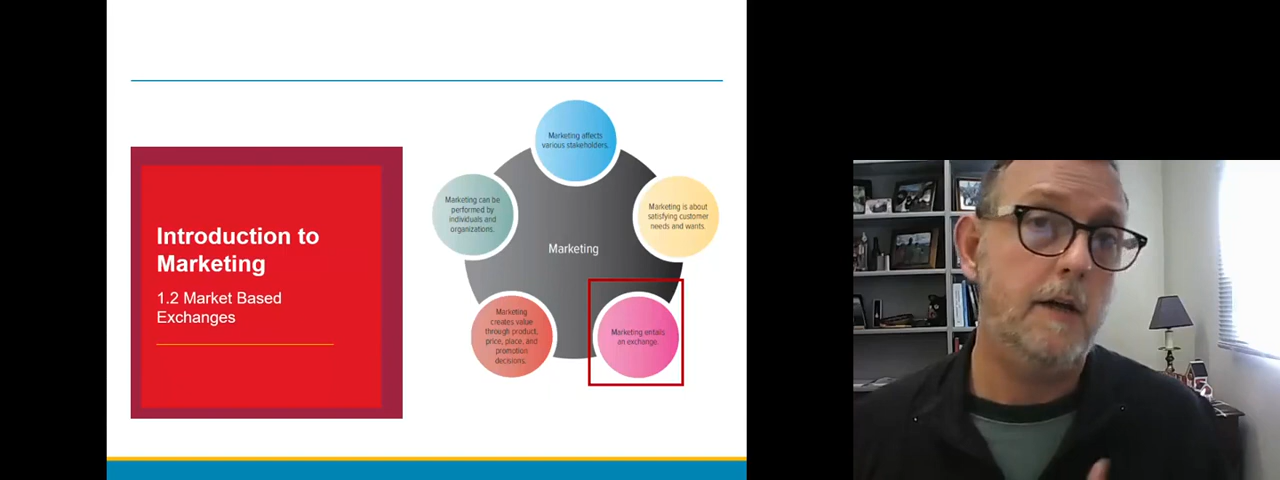 Marketing affects
various stakeholders.
Marketing can be
performed by
individuals and
organizations.
Marketing is about
satisfying customer
needs and wants.
Introduction to
Marketing
1.2 Market Based
Exchanges
Marketing
Marketing
creates value
through product,
price, place, and
promotion
decisions.
Marketing entails
an exchange.